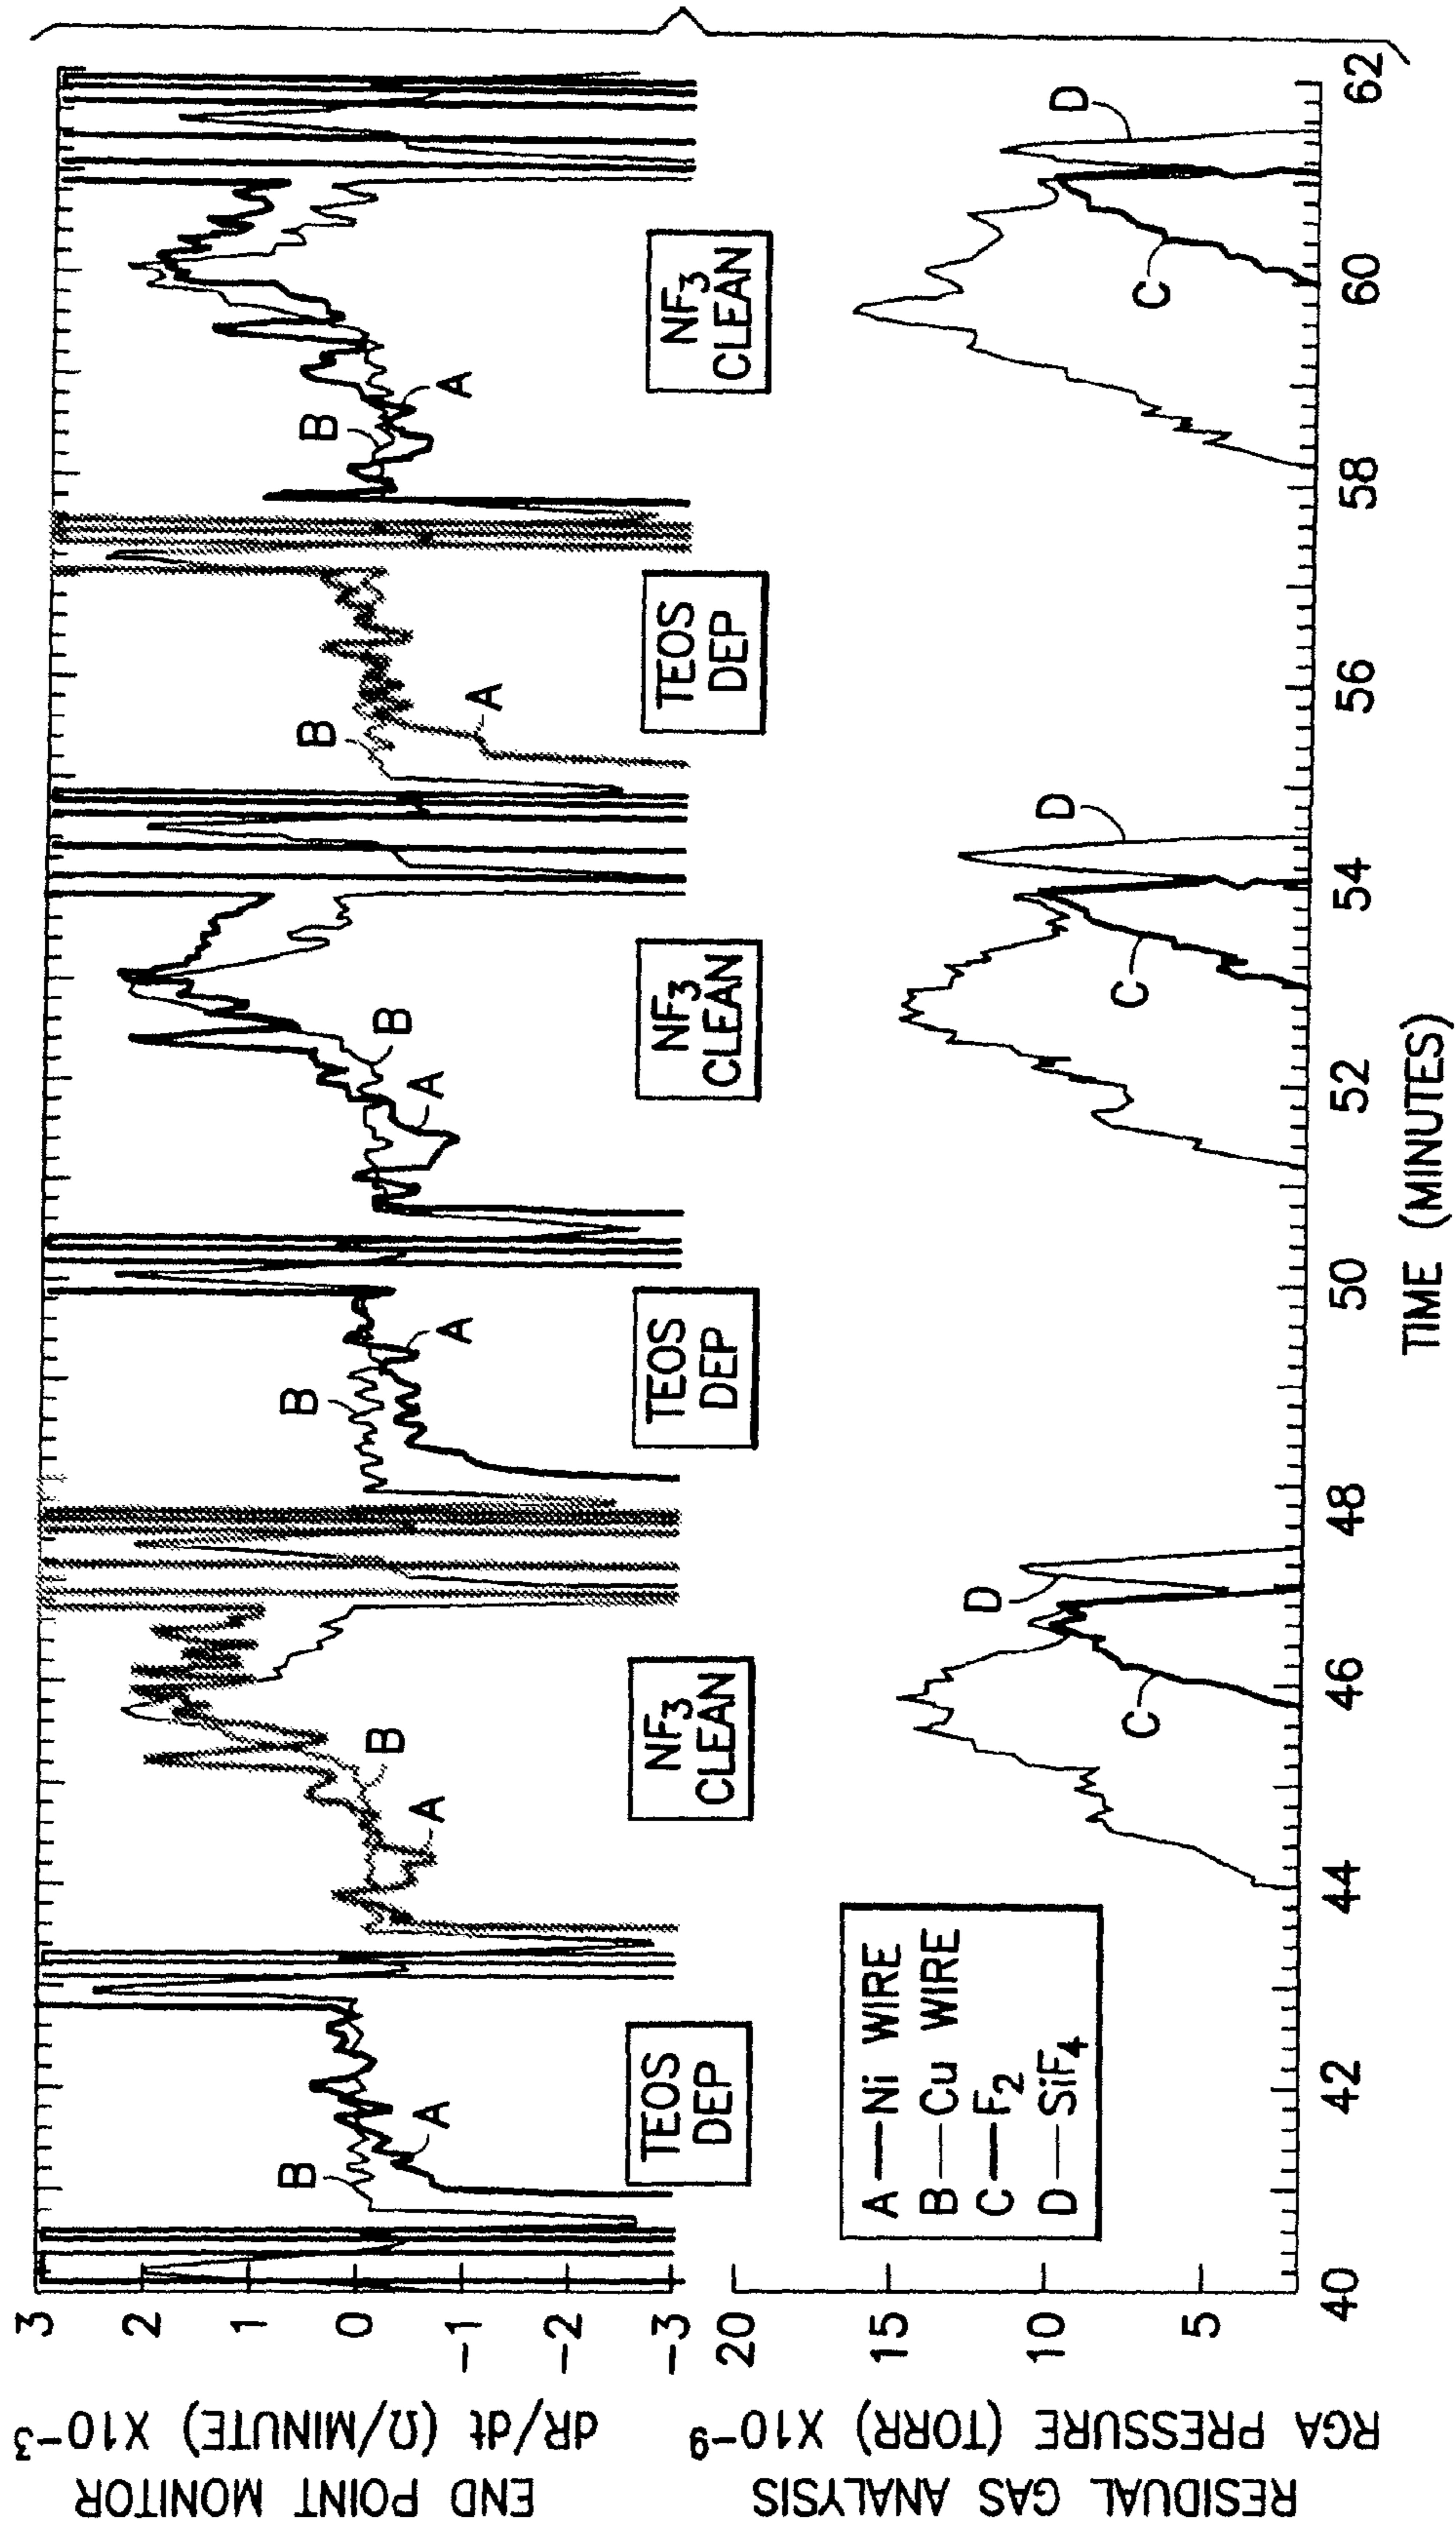 END POINT MONITOR
dR/dt (Ω/MINUTE) X10⁻³
3
2
1
0
-1
-2
-3
B
A
B
A
B
A
B
A
B
A
B
A
TEOS
DEP
NF₃
CLEAN
TEOS
DEP
NF₃
CLEAN
TEOS
DEP
NF₃
CLEAN
RESIDUAL GAS ANALYSIS
RGA PRESSURE (TORR) X10⁻⁹
20
15
10
5
A — Ni WIRE
B — Cu WIRE
C — F₂
D — SiF₄
C
D
C
D
C
D
40
42
44
46
48
50
52
54
56
58
60
62
TIME (MINUTES)